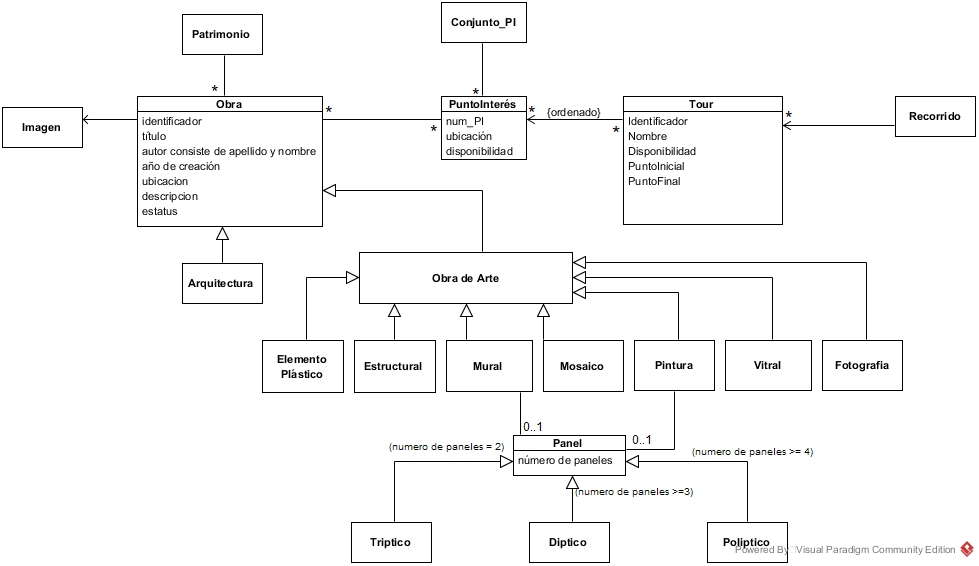 Conjunto_PI
Patrimonio
*
*
Imagen
Obra
identificador
título
autor consiste de apellido y nombre
año de creación
ubicacion
descripcion
estatus
*
*
PuntoInterés
num_PI
ubicación
disponibilidad
*
{ordenado}
*
Tour
Identificador
Nombre
Disponibilidad
PuntoInicial
PuntoFinal
*
Recorrido
Arquitectura
Obra de Arte
Elemento
Plástico
Estructural
Mural
Mosaico
Pintura
Vitral
Fotografia
0..1
0..1
Panel
número de paneles
(numero de paneles = 2)
(numero de paneles >= 4)
(numero de paneles >=3)
Triptico
Diptico
Poliptico
Powered By Visual Paradigm Community Edition